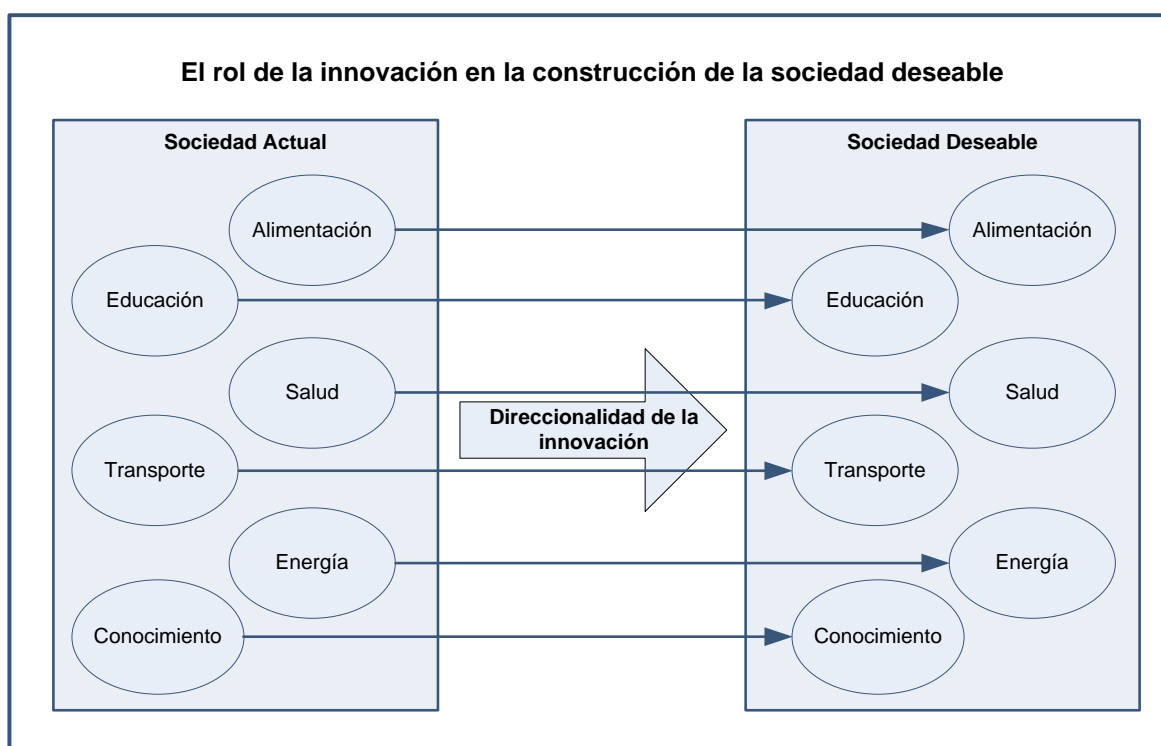 El rol de la innovación en la construcción de la sociedad deseable
Sociedad Actual
Alimentación
Educación
Salud
Transporte
Energía
Conocimiento
Direccionalidad de la
innovación
Sociedad Deseable
Alimentación
Educación
Salud
Transporte
Energía
Conocimiento